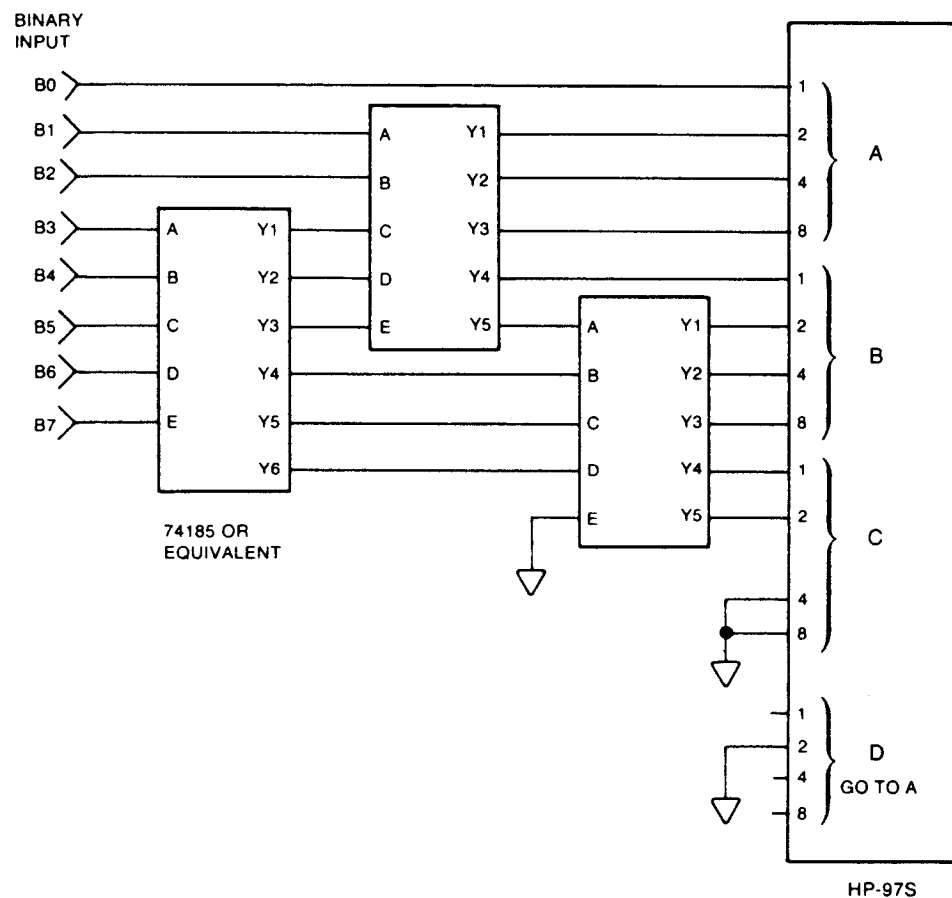 BINARY
INPUT
B0
B1
B2
B3
B4
B5
B6
B7
A Y1
B Y2
C Y3
D Y4
E Y5
Y6
74185 OR
EQUIVALENT
A Y1
B Y2
C Y3
D Y4
E Y5
A Y1
B Y2
C Y3
D Y4
E Y5
1
2
4
8
A
1
2
4
8
B
1
2
4
8
C
1
2
4
8
D
GO TO A
HP-97S